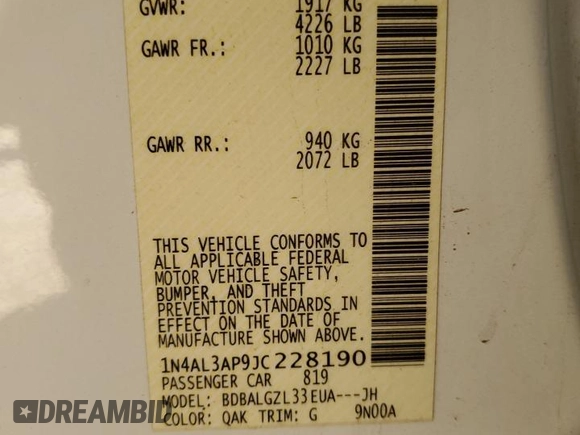 GVWR: 1917 KG
4226 LB
GAWR FR.: 1010 KG
2227 LB
GAWR RR.: 940 KG
2072 LB
THIS VEHICLE CONFORMS TO
ALL APPLICABLE FEDERAL
MOTOR VEHICLE SAFETY,
BUMPER, AND THEFT
PREVENTION STANDARDS IN
EFFECT ON THE DATE OF
MANUFACTURE SHOWN ABOVE.
1N4AL3AP9JC228190
PASSENGER CAR 819
MODEL: BDBALGZL33EUA---JH
COLOR: QAK TRIM: G 9N00A
DREAMBID